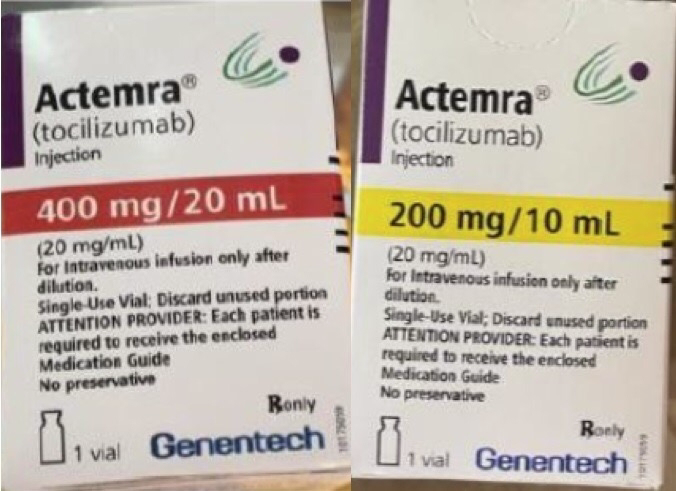 Actemra®
(tocilizumab)
Injection
400 mg/20 mL
(20 mg/mL)
For Intravenous infusion only after
dilution.
Single-Use Vial; Discard unused portion
ATTENTION PROVIDER: Each patient is
required to receive the enclosed
Medication Guide
No preservative
Rx only
1 vial
Genentech
Actemra®
(tocilizumab)
Injection
200 mg/10 mL
(20 mg/mL)
For Intravenous infusion only after
dilution.
Single-Use Vial; Discard unused portion
ATTENTION PROVIDER: Each patient is
required to receive the enclosed
Medication Guide
No preservative
Rx only
1 vial
Genentech